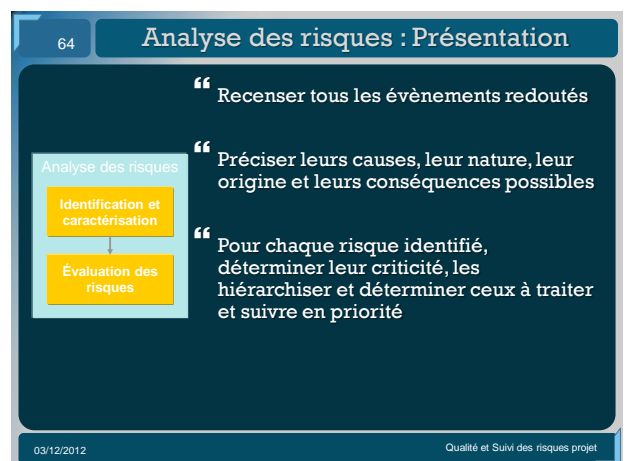 64
Analyse des risques : Présentation
“ Recenser tous les évènements redoutés
“ Préciser leurs causes, leur nature, leur
origine et leurs conséquences possibles
“ Pour chaque risque identifié,
déterminer leur criticité, les
hiérarchiser et déterminer ceux à traiter
et suivre en priorité
Analyse des risques
Identification et
caractérisation
Évaluation des
risques
03/12/2012
Qualité et Suivi des risques projet